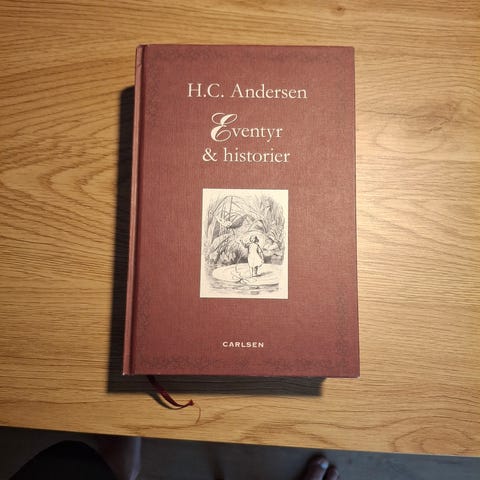 H.C. Andersen
Eventyr
& historier
CARLSEN